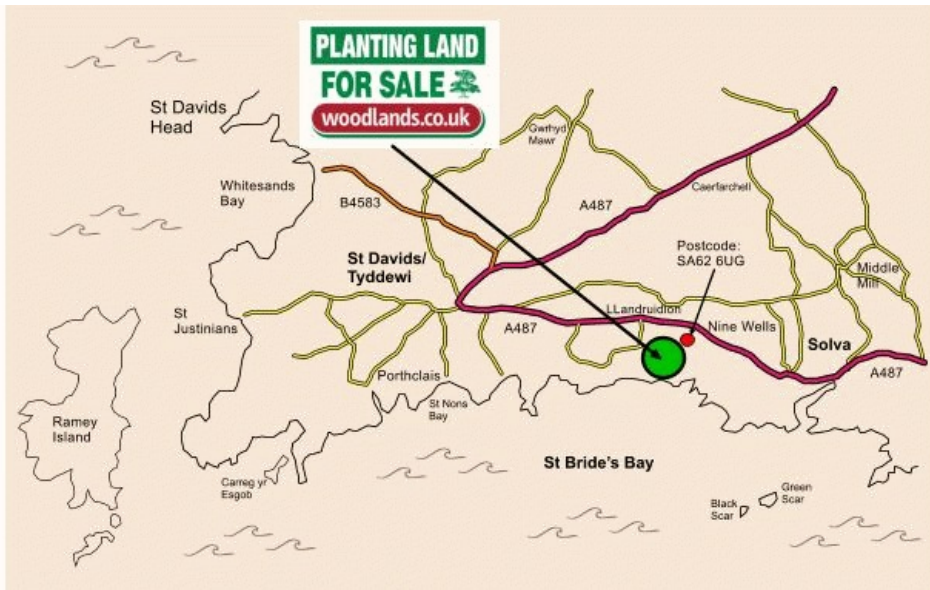 PLANTING LAND
FOR SALE
woodlands.co.uk
St Davids
Head
Gwrhyd
Mawr
Whitesands
Bay
B4583
A487
Caerfarchell
Postcode:
SA62 6UG
St Davids/
Tyddewi
Middle
Mill
St
Justinians
A487
LLandruidion
Nine Wells
Solva
A487
Porthclais
St Nons
Bay
Ramey
Island
St Bride's Bay
Carreg yr
Esgob
Black
Scar
Green
Scar